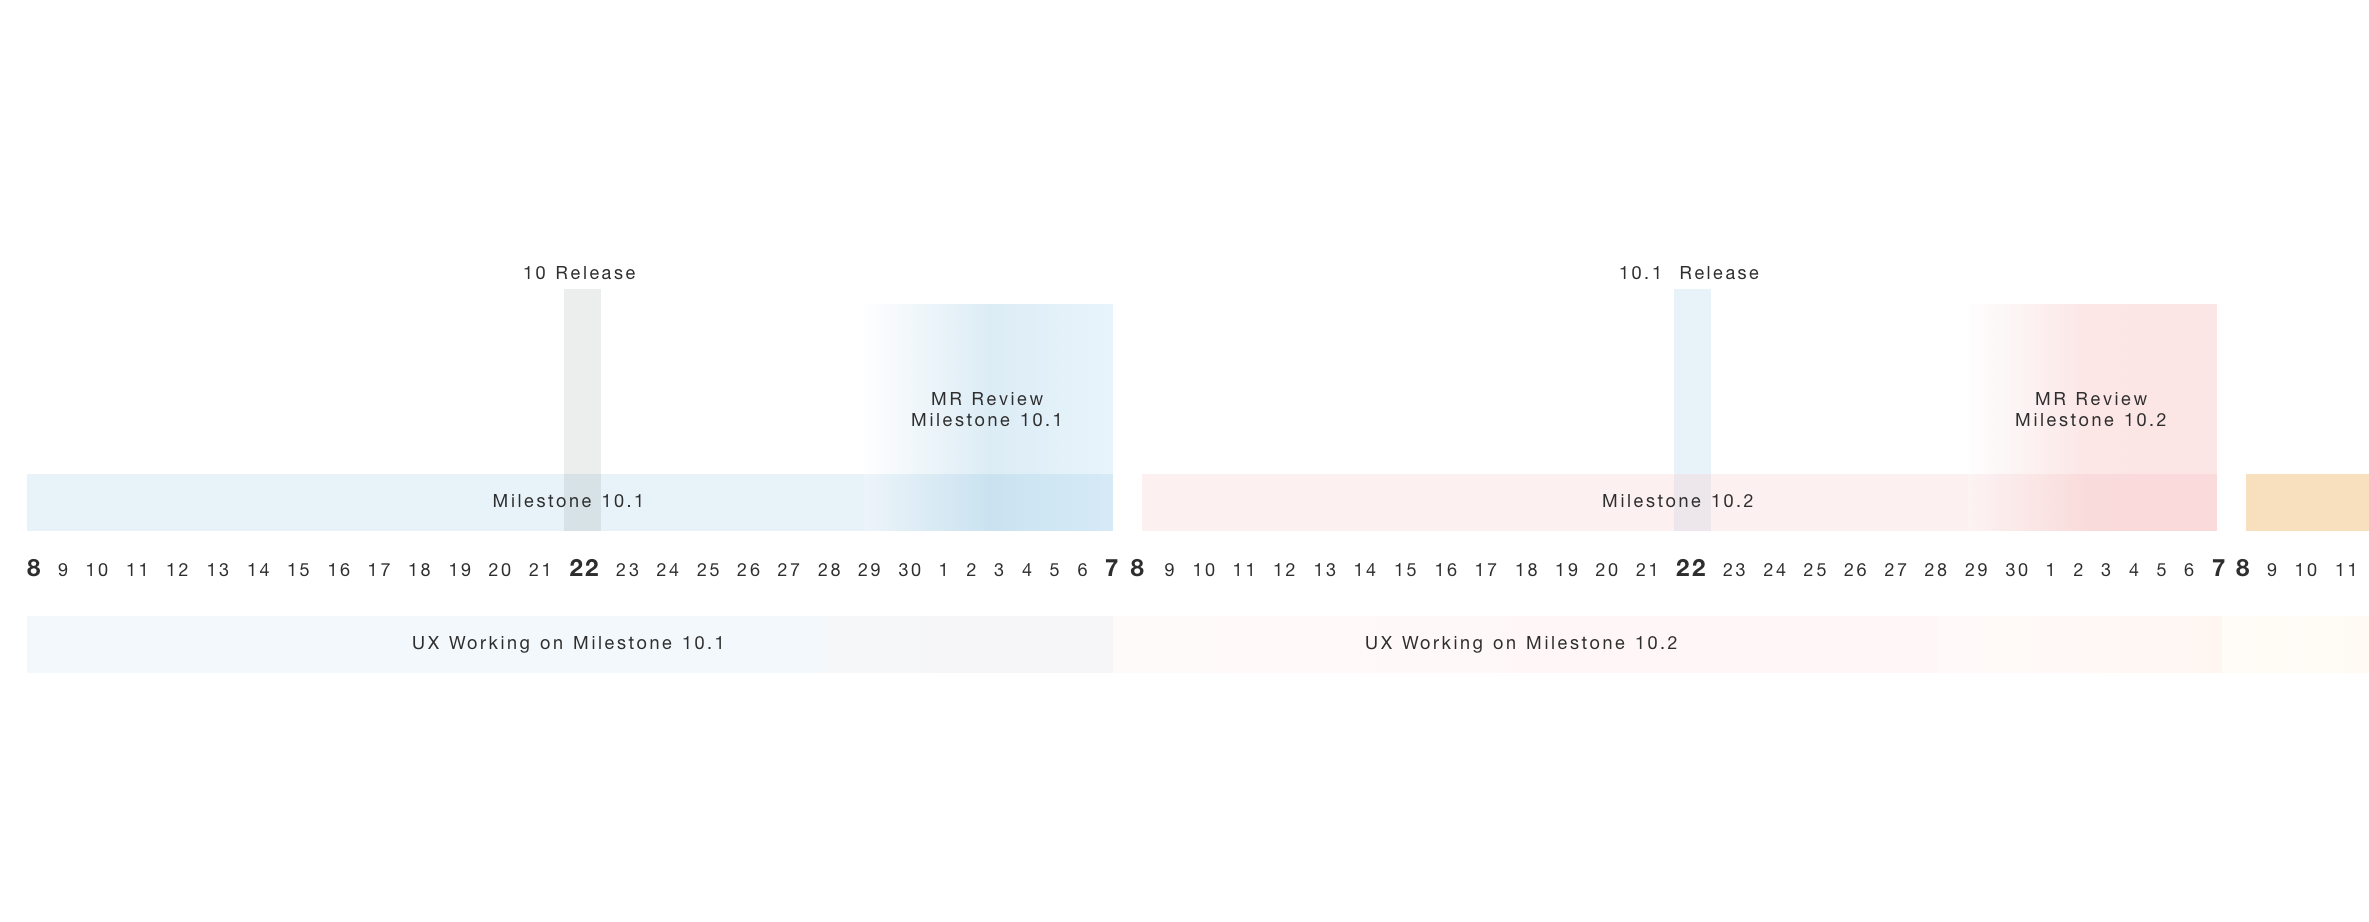 10 Release
10.1 Release
MR Review
Milestone 10.1
MR Review
Milestone 10.2
Milestone 10.1
Milestone 10.2
8 9 10 11 12 13 14 15 16 17 18 19 20 21 22 23 24 25 26 27 28 29 30 1 2 3 4 5 6 7 8 9 10 11 12 13 14 15 16 17 18 19 20 21 22 23 24 25 26 27 28 29 30 1 2 3 4 5 6 7 8 9 10 11
UX Working on Milestone 10.1
UX Working on Milestone 10.2